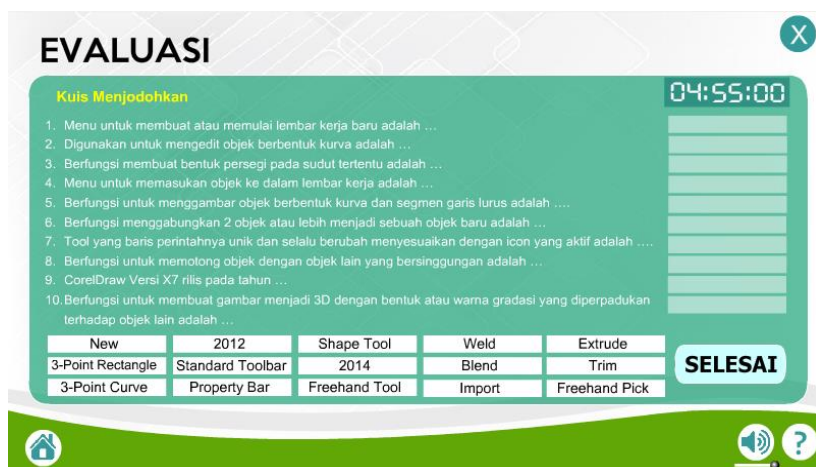 EVALUASI
X
Kuis Menjodohkan
04:55:00
1. Menu untuk membuat atau memulai lembar kerja baru adalah ...
2. Digunakan untuk mengedit objek berbentuk kurva adalah ...
3. Berfungsi membuat bentuk persegi pada sudut tertentu adalah ...
4. Menu untuk memasukan objek ke dalam lembar kerja adalah ...
5. Berfungsi untuk menggambar objek berbentuk kurva dan segmen garis lurus adalah ....
6. Berfungsi menggabungkan 2 objek atau lebih menjadi sebuah objek baru adalah ...
7. Tool yang baris perintahnya unik dan selalu berubah menyesuaikan dengan icon yang aktif adalah ....
8. Berfungsi untuk memotong objek dengan objek lain yang bersinggungan adalah ...
9. CorelDraw Versi X7 rilis pada tahun ...
10. Berfungsi untuk membuat gambar menjadi 3D dengan bentuk atau warna gradasi yang diperpadukan
terhadap objek lain adalah ...
New 2012 Shape Tool Weld Extrude
3-Point Rectangle Standard Toolbar 2014 Blend Trim
3-Point Curve Property Bar Freehand Tool Import Freehand Pick
SELESAI
?